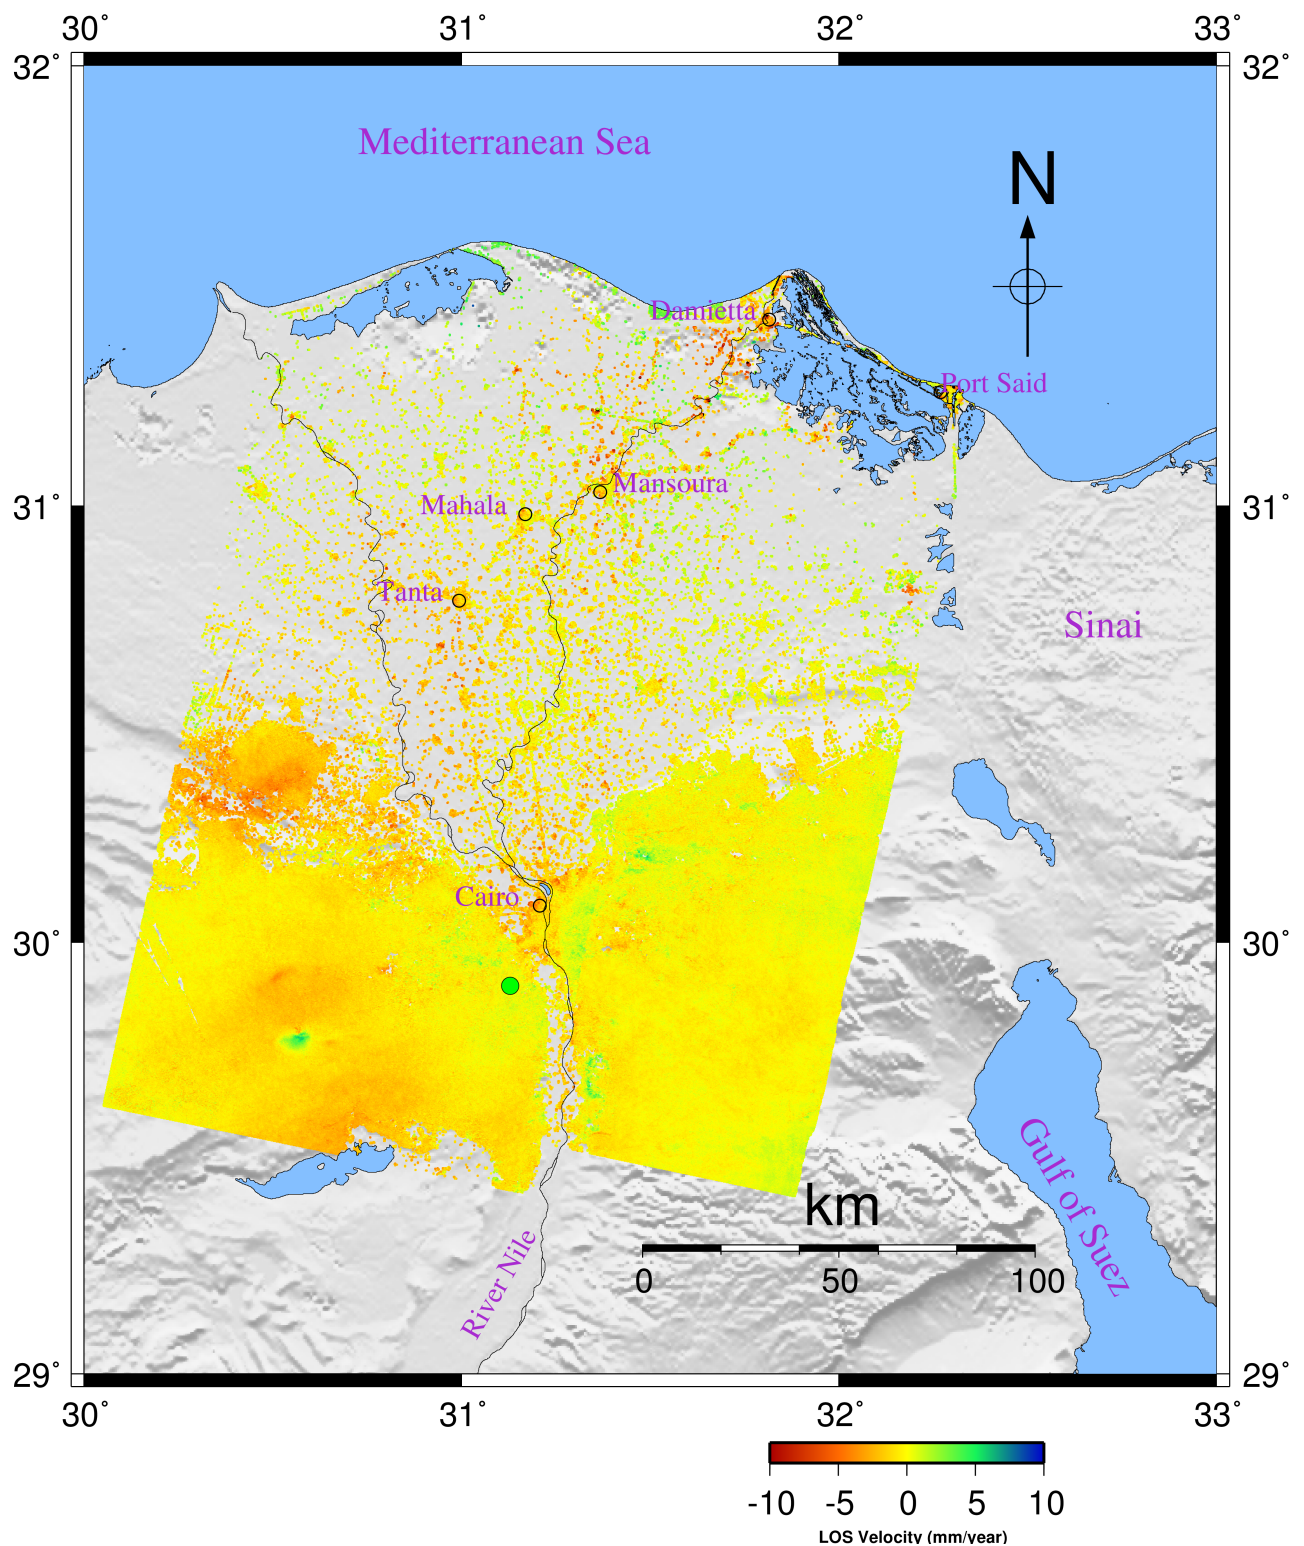 30˚ 31˚ 32˚ 33˚
32˚ 32˚
Mediterranean Sea
N
Damietta
Port Said
Mansoura
Mahala
31˚ 31˚
Tanta
Sinai
Cairo
30˚ 30˚
km
Gulf of Suez
River Nile
0 50 100
29˚ 29˚
30˚ 31˚ 32˚ 33˚
-10 -5 0 5 10
LOS Velocity (mm/year)